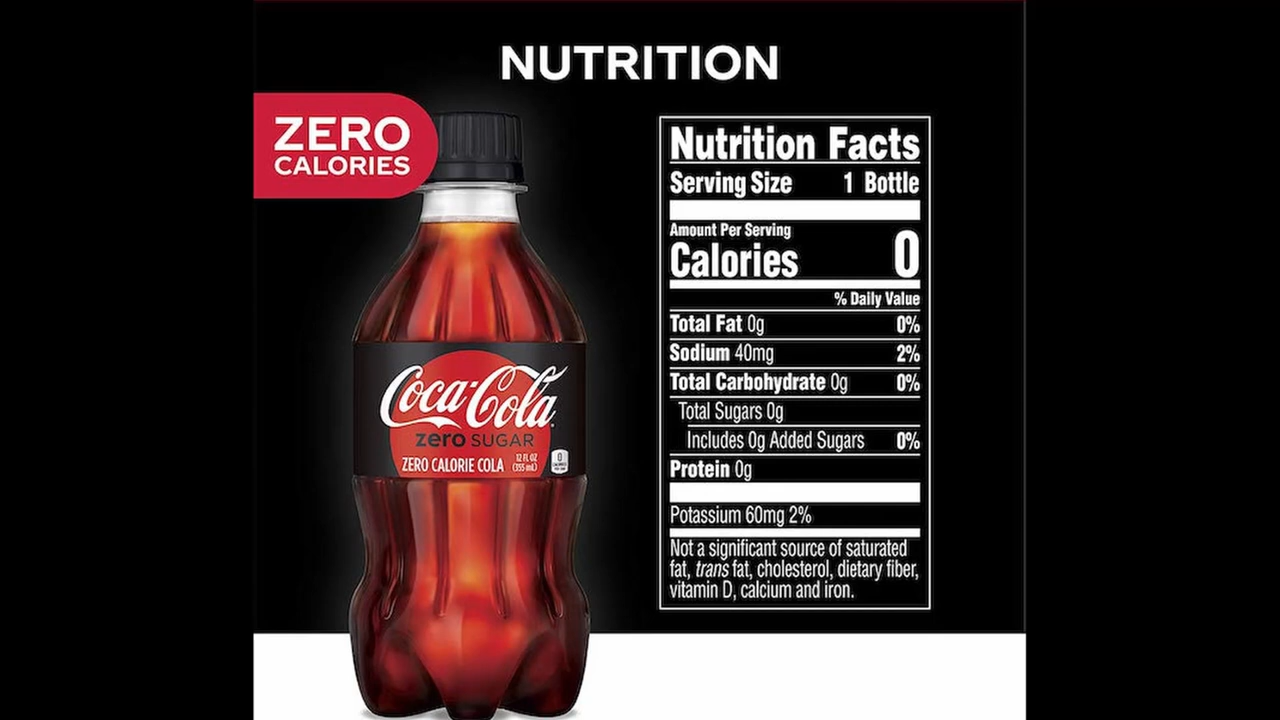 NUTRITION
ZERO
CALORIES
Coca-Cola
zero SUGAR
ZERO CALORIE COLA
12 FL OZ
(355 mL)
0
Nutrition Facts
Serving Size 1 Bottle
Amount Per Serving
Calories 0
% Daily Value
Total Fat 0g 0%
Sodium 40mg 2%
Total Carbohydrate 0g 0%
Total Sugars 0g
Includes 0g Added Sugars 0%
Protein 0g
Potassium 60mg 2%
Not a significant source of saturated
fat, trans fat, cholesterol, dietary fiber,
vitamin D, calcium and iron.